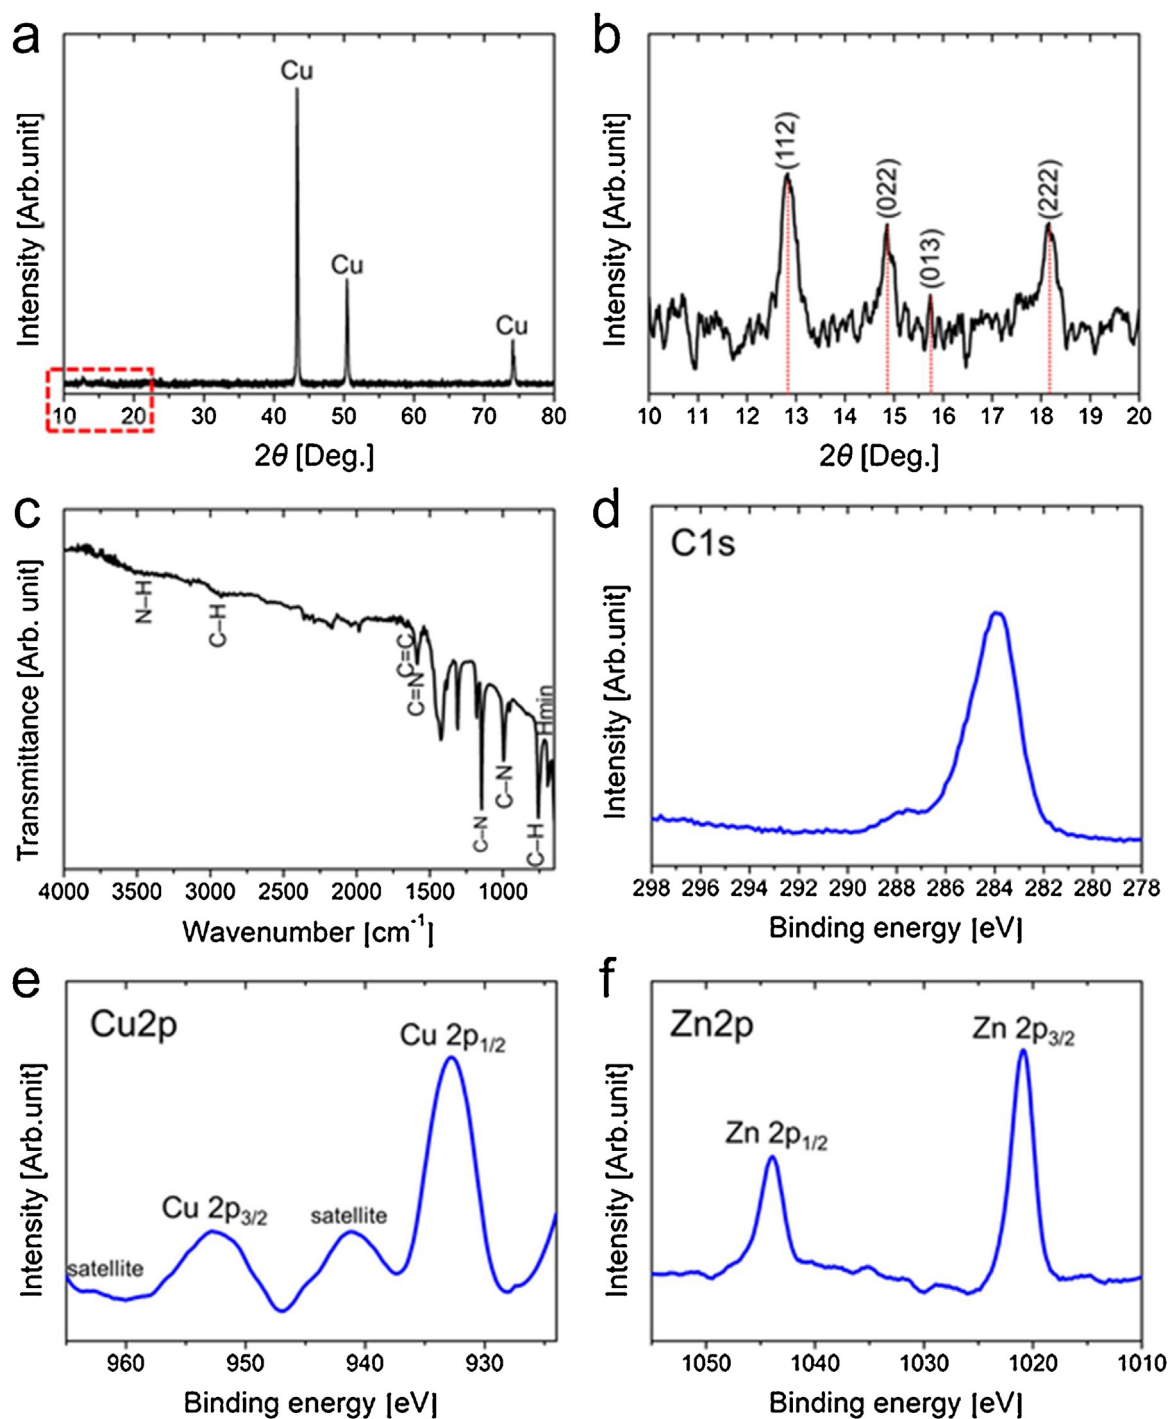 a
Intensity [Arb.unit]
Cu
Cu
Cu
10 20 30 40 50 60 70 80
2θ [Deg.]
b
Intensity [Arb.unit]
(112)
(022)
(013)
(222)
10 11 12 13 14 15 16 17 18 19 20
2θ [Deg.]
c
Transmittance [Arb. unit]
N–H
C–H
C=C
C=N
C–N
C–N
C–H
Hmin
4000 3500 3000 2500 2000 1500 1000
Wavenumber [cm⁻¹]
d
C1s
Intensity [Arb.unit]
298 296 294 292 290 288 286 284 282 280 278
Binding energy [eV]
e
Cu2p
Intensity [Arb.unit]
satellite
Cu 2p₃/₂
satellite
Cu 2p₁/₂
960 950 940 930
Binding energy [eV]
f
Zn2p
Intensity [Arb.unit]
Zn 2p₁/₂
Zn 2p₃/₂
1050 1040 1030 1020 1010
Binding energy [eV]